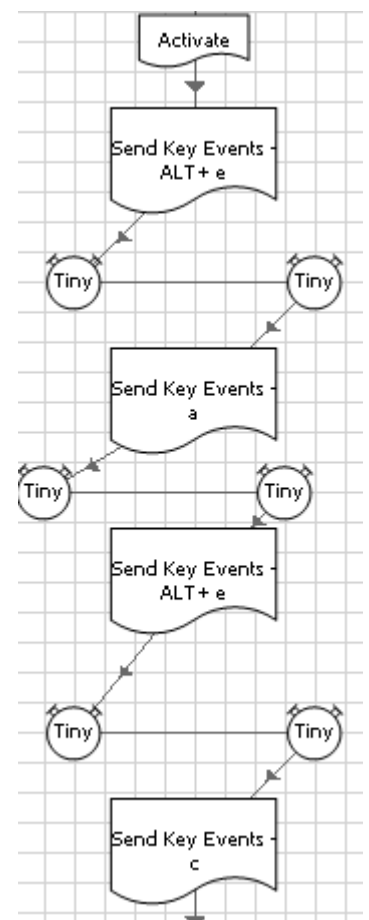 Activate
Send Key Events -
ALT+ e
Tiny
Tiny
Send Key Events -
a
Tiny
Tiny
Send Key Events -
ALT+ e
Tiny
Tiny
Send Key Events -
c